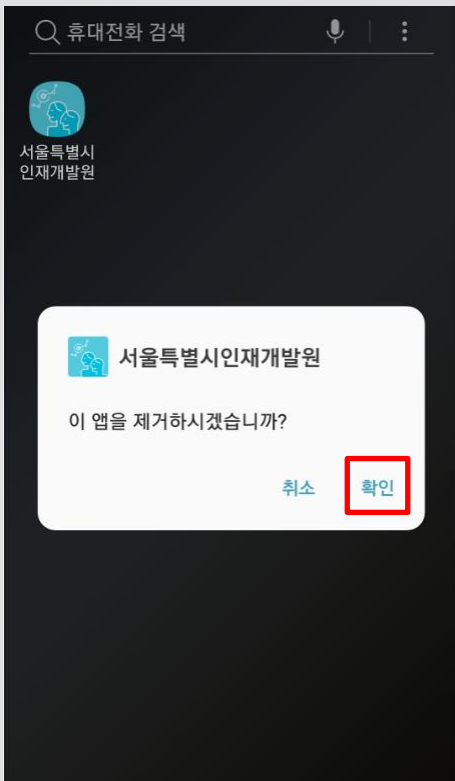 휴대전화 검색
서울특별시
인재개발원
서울특별시인재개발원
이 앱을 제거하시겠습니까?
취소 확인